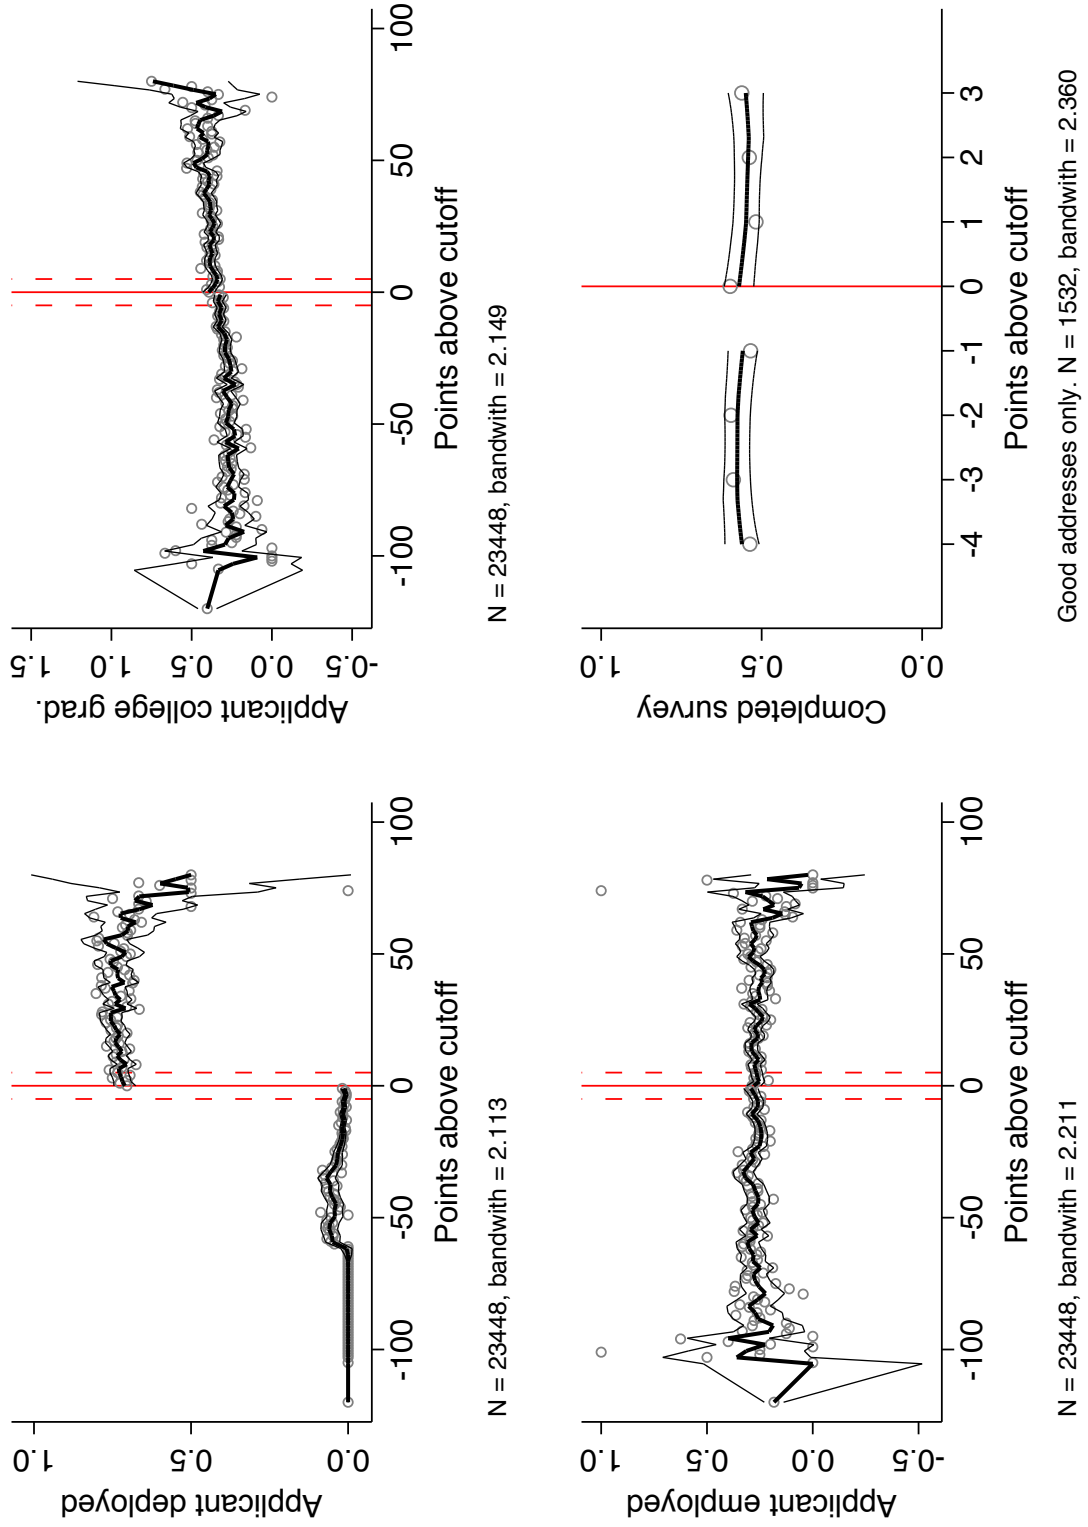 Applicant deployed
1.0
0.5
0.0
-100 -50 0 50 100
Points above cutoff
N = 23448, bandwith = 2.113
Applicant college grad.
1.5
1.0
0.5
0.0
-0.5
-100 -50 0 50 100
Points above cutoff
N = 23448, bandwith = 2.149
Applicant employed
1.0
0.5
0.0
-0.5
-100 -50 0 50 100
Points above cutoff
N = 23448, bandwith = 2.211
Completed survey
1.0
0.5
0.0
-4 -3 -2 -1 0 1 2 3
Points above cutoff
Good addresses only. N = 1532, bandwith = 2.360